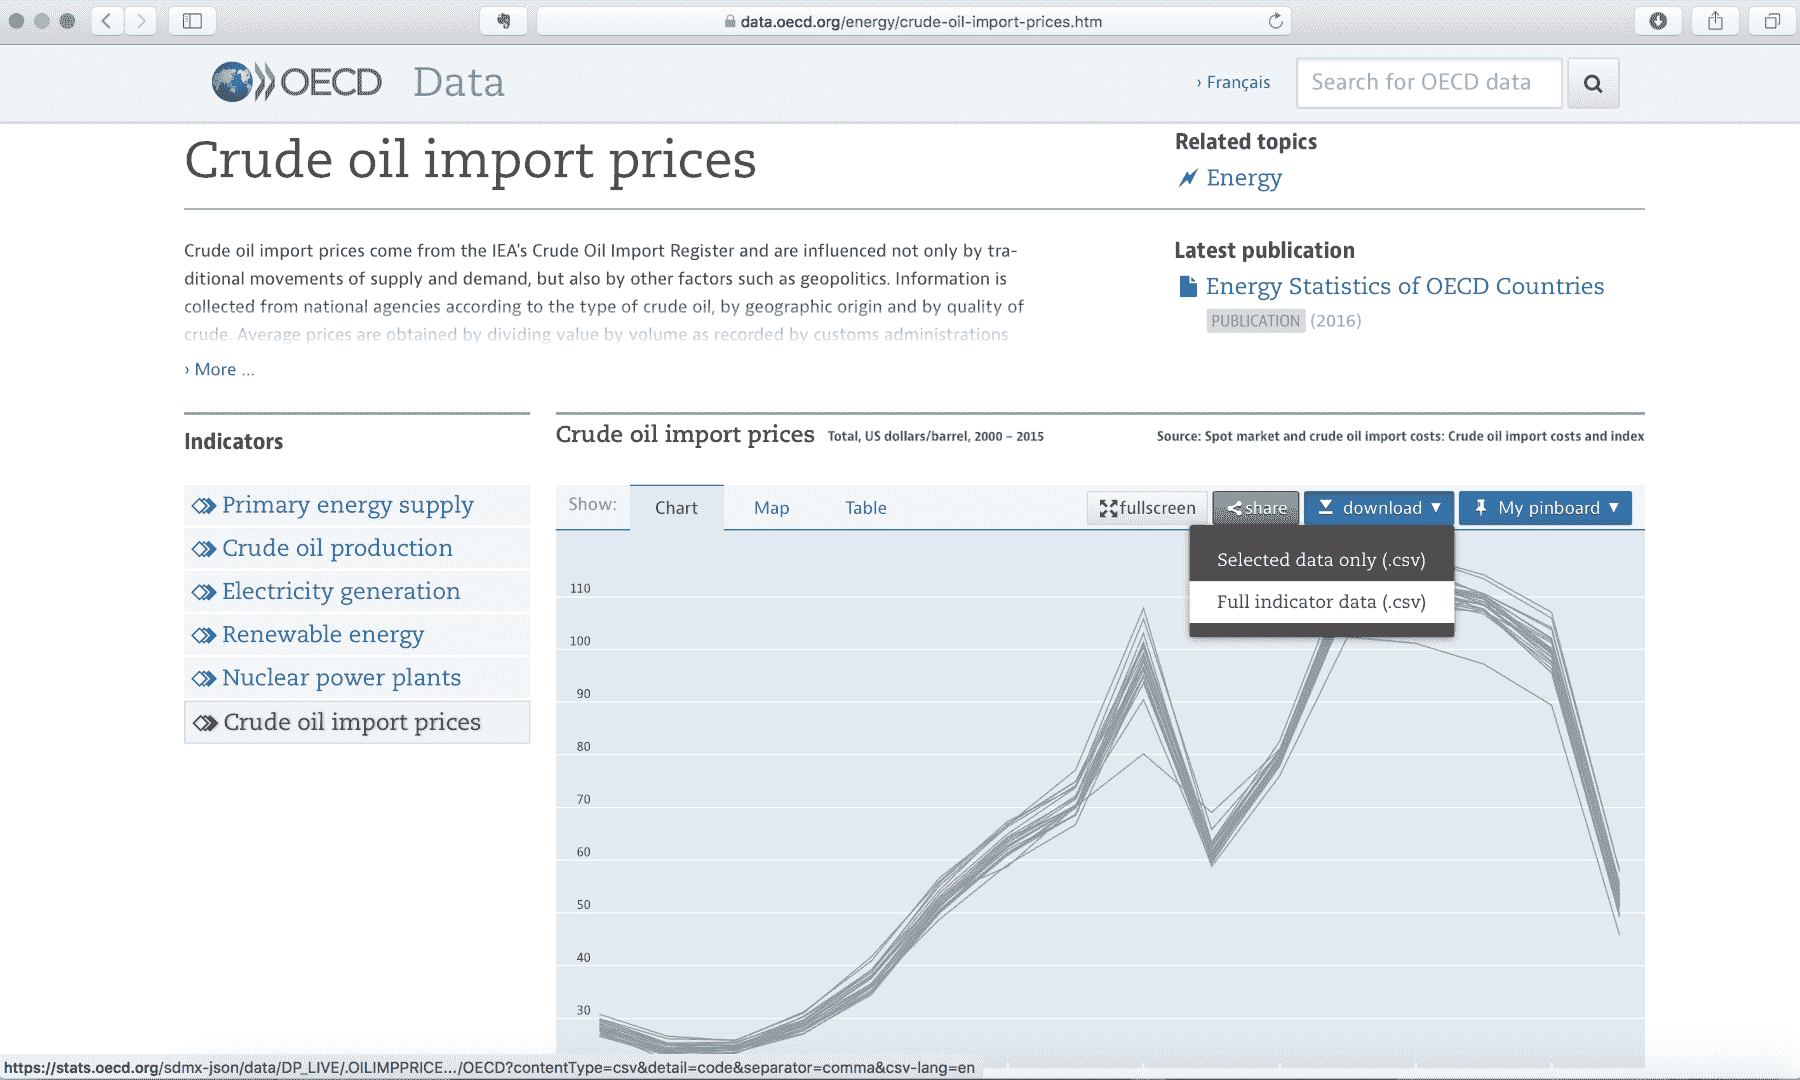 data.oecd.org/energy/crude-oil-import-prices.htm
OECD Data
› Français
Search for OECD data
Crude oil import prices
Related topics
Energy
Crude oil import prices come from the IEA's Crude Oil Import Register and are influenced not only by tra-
ditional movements of supply and demand, but also by other factors such as geopolitics. Information is
collected from national agencies according to the type of crude oil, by geographic origin and by quality of
crude. Average prices are obtained by dividing value by volume as recorded by customs administrations
› More ...
Latest publication
Energy Statistics of OECD Countries
PUBLICATION (2016)
Indicators
Primary energy supply
Crude oil production
Electricity generation
Renewable energy
Nuclear power plants
Crude oil import prices
Crude oil import prices Total, US dollars/barrel, 2000 – 2015
Source: Spot market and crude oil import costs: Crude oil import costs and index
Show: Chart Map Table
fullscreen share download ▼ My pinboard ▼
Selected data only (.csv)
Full indicator data (.csv)
110
100
90
80
70
60
50
40
30
https://stats.oecd.org/sdmx-json/data/DP_LIVE/.OILIMPPRICE.../OECD?contentType=csv&detail=code&separator=comma&csv-lang=en